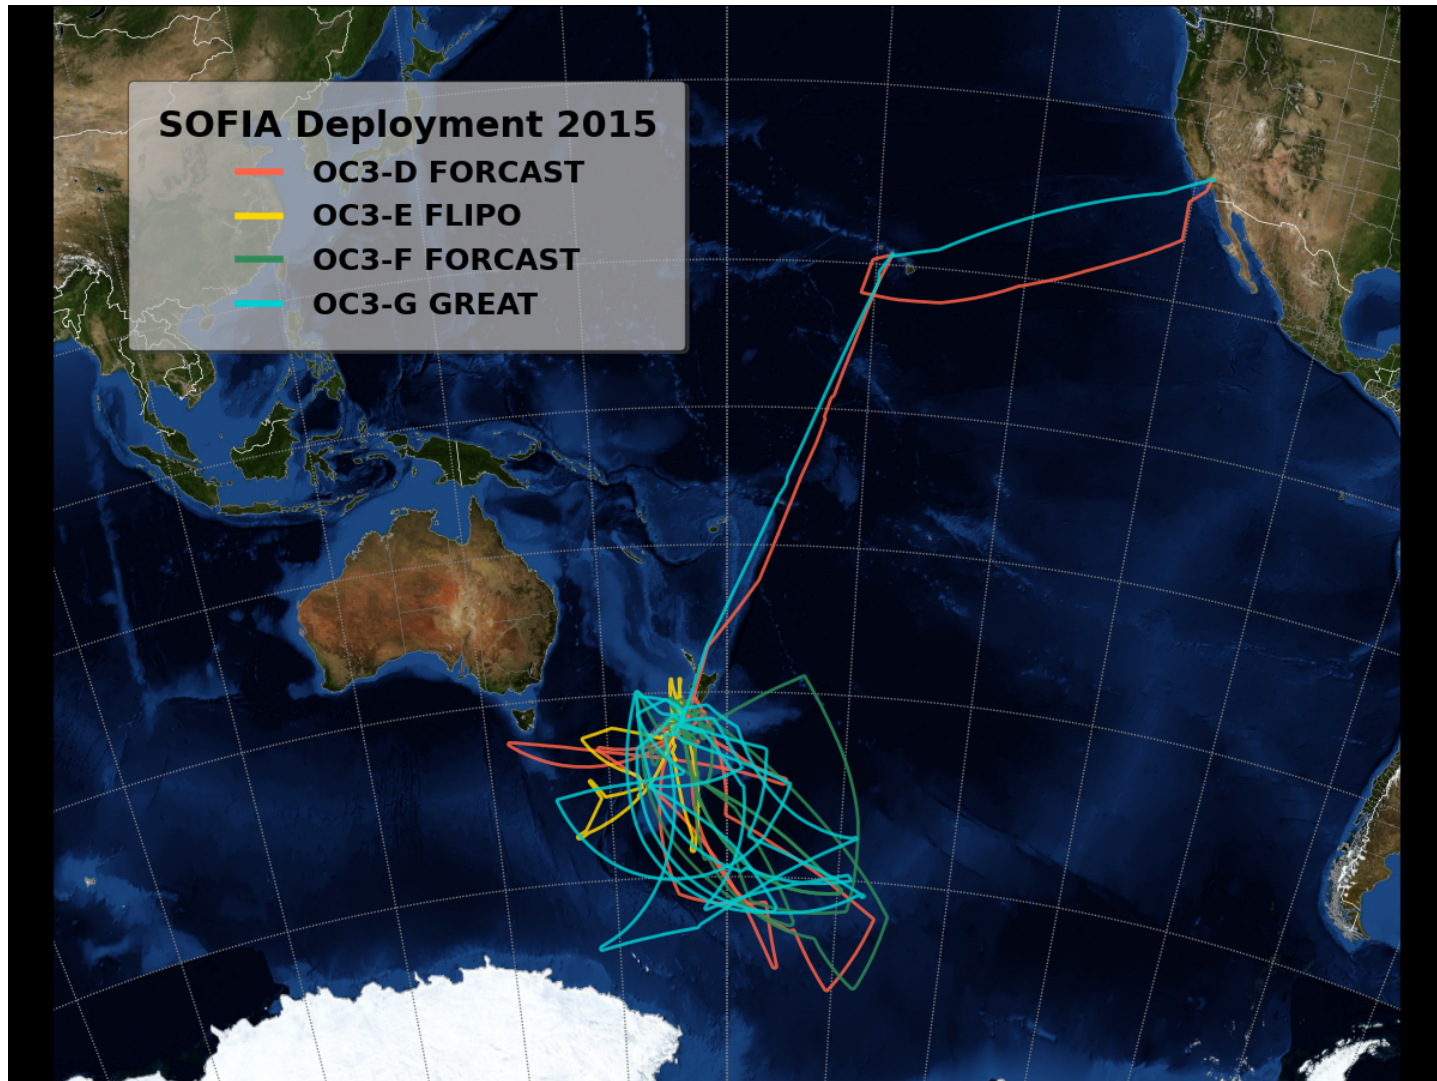 SOFIA Deployment 2015
OC3-D FORCAST
OC3-E FLIPO
OC3-F FORCAST
OC3-G GREAT